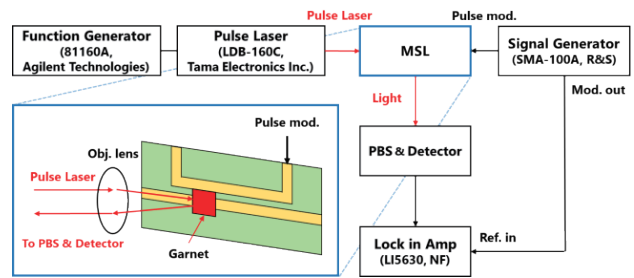 Pulse Laser
Pulse mod.
Function Generator
(81160A,
Agilent Technologies)
Pulse Laser
(LDB-160C,
Tama Electronics Inc.)
MSL
Signal Generator
(SMA-100A, R&S)
Mod. out
Light
Pulse mod.
Obj. lens
Pulse Laser
PBS & Detector
To PBS & Detector
Garnet
Lock in Amp
(LI5630, NF)
Ref. in